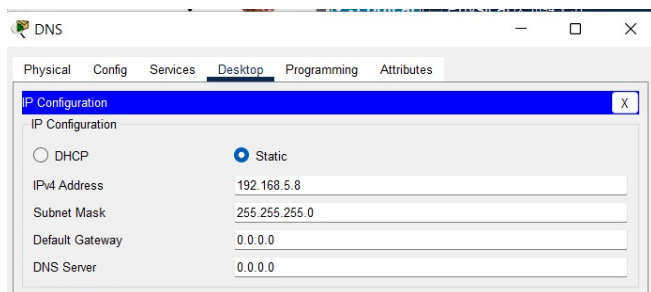 DNS
Physical Config Services Desktop Programming Attributes
IP Configuration X
IP Configuration
DHCP Static
IPv4 Address 192.168.5.8
Subnet Mask 255.255.255.0
Default Gateway 0.0.0.0
DNS Server 0.0.0.0